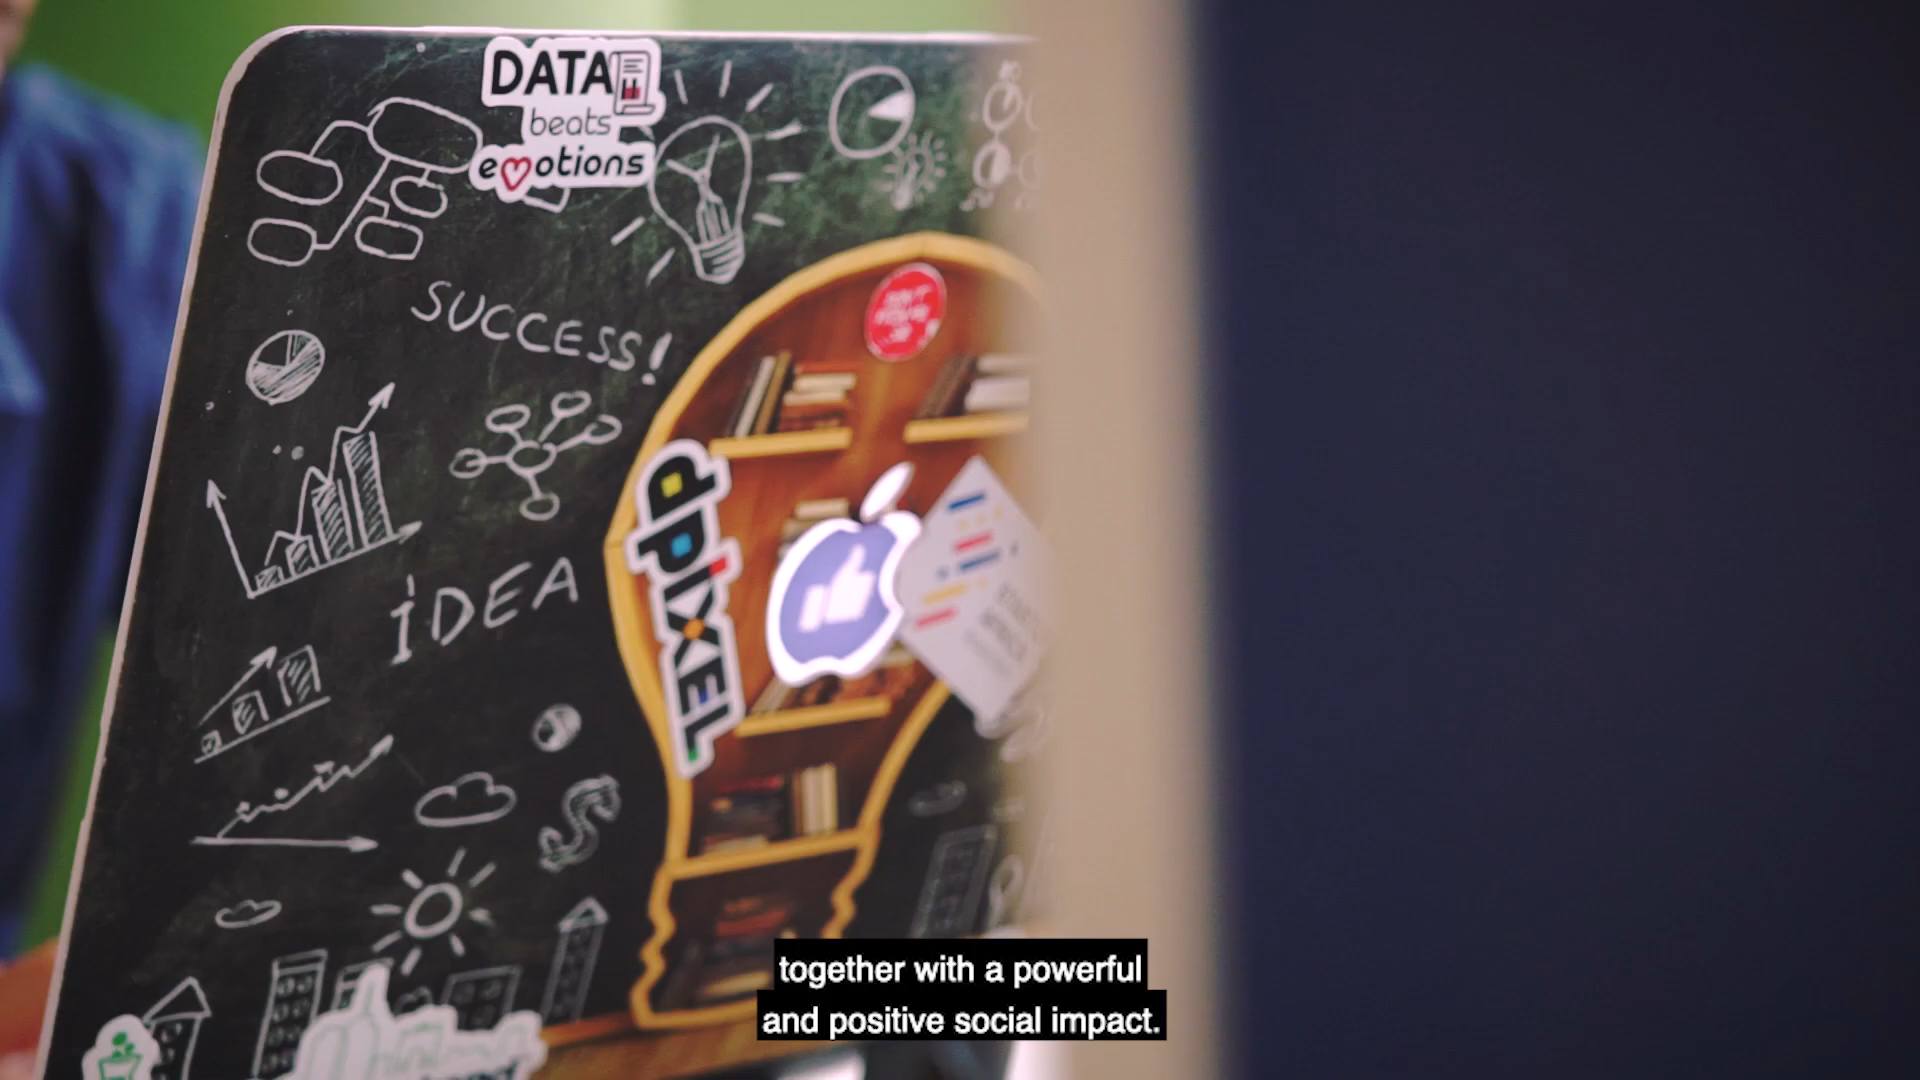 DATA
beats
emotions
SUCCESS!
IDEA
dpixel
together with a powerful
and positive social impact.